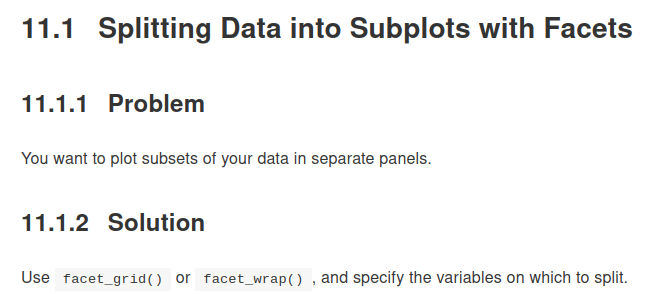 11.1 Splitting Data into Subplots with Facets
11.1.1 Problem
You want to plot subsets of your data in separate panels.
11.1.2 Solution
Use facet_grid() or facet_wrap() , and specify the variables on which to split.